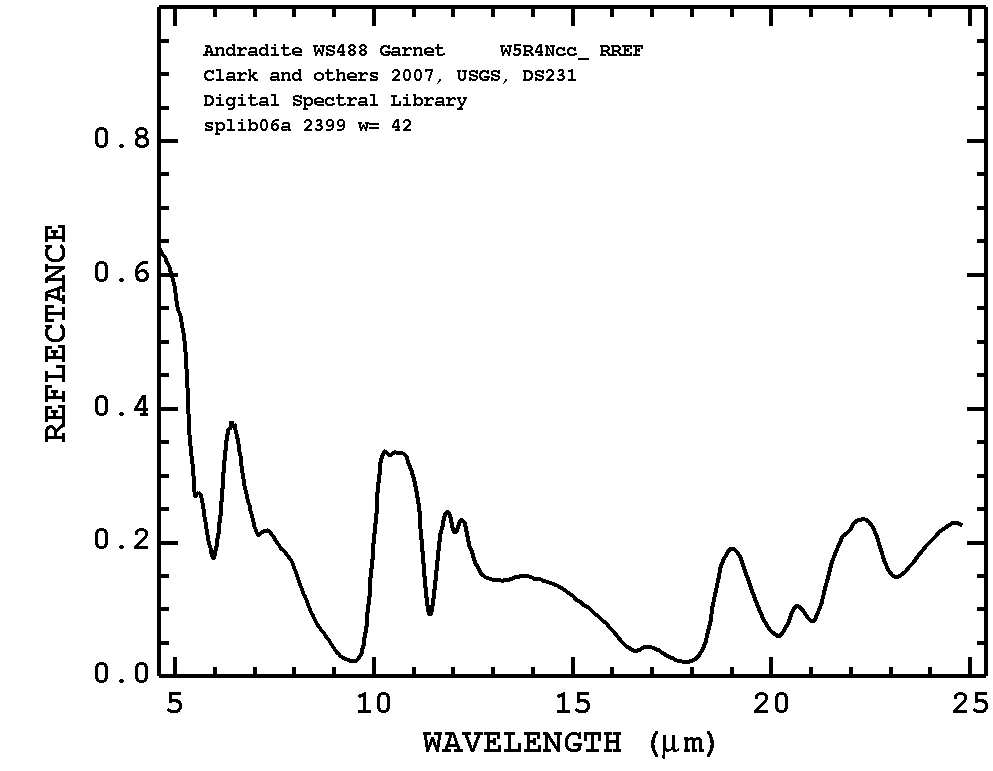 Andradite WS488 Garnet W5R4Ncc_ RREF
Clark and others 2007, USGS, DS231
Digital Spectral Library
splib06a 2399 w= 42
0.8
0.6
0.4
0.2
0.0
REFLECTANCE
5 10 15 20 25
WAVELENGTH (μm)